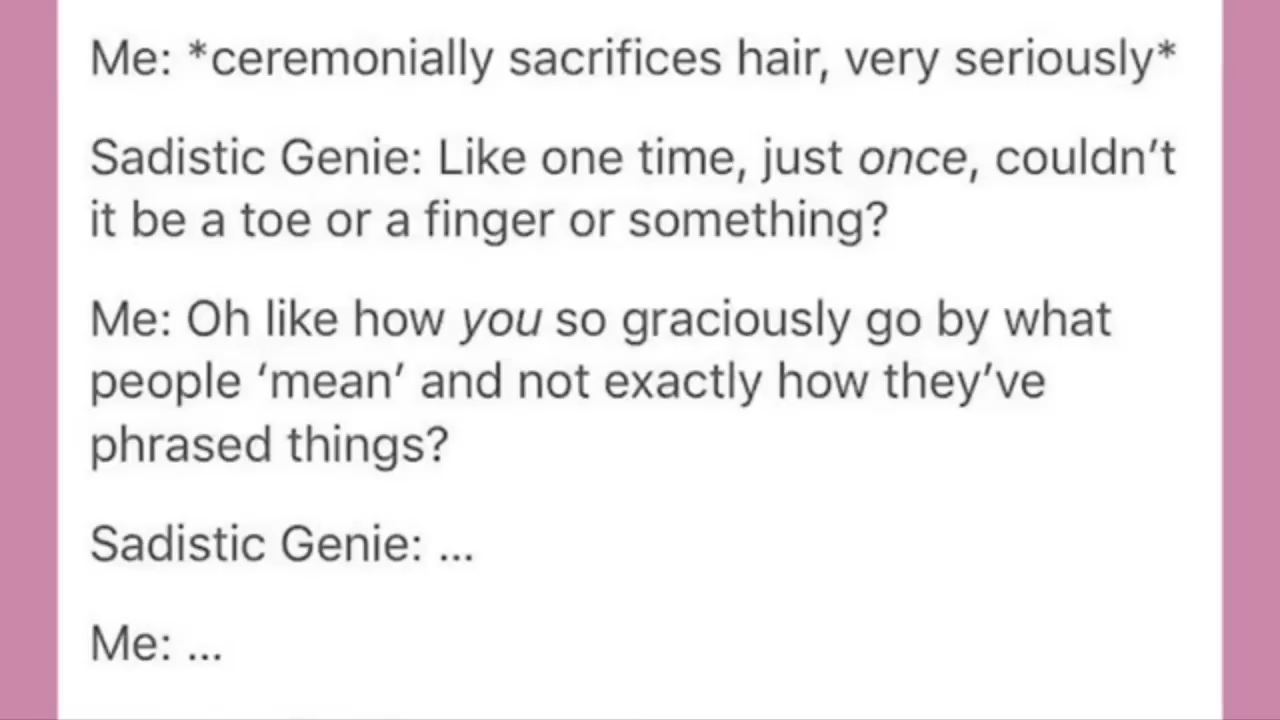 Me: *ceremonially sacrifices hair, very seriously*
Sadistic Genie: Like one time, just once, couldn’t
it be a toe or a finger or something?
Me: Oh like how you so graciously go by what
people ‘mean’ and not exactly how they’ve
phrased things?
Sadistic Genie: ...
Me: ...